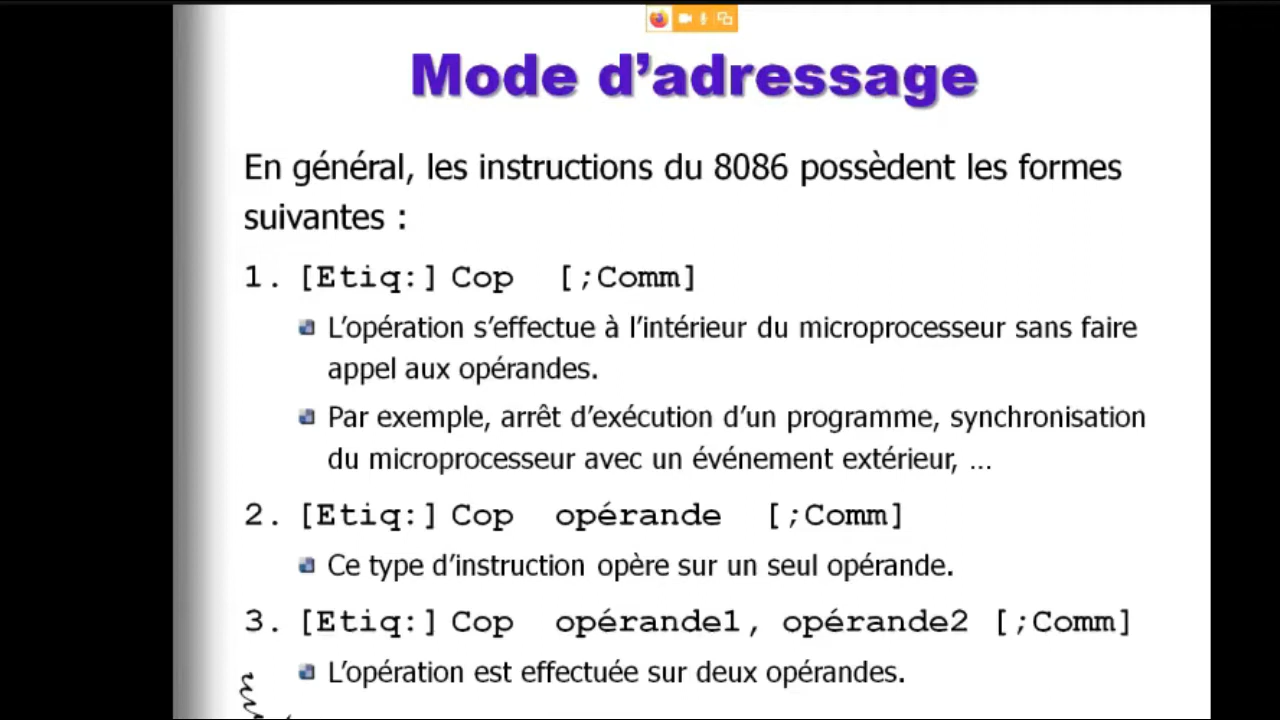 Mode d’adressage
En général, les instructions du 8086 possèdent les formes
suivantes :
1. [Etiq:] Cop [;Comm]
L’opération s’effectue à l’intérieur du microprocesseur sans faire
appel aux opérandes.
Par exemple, arrêt d’exécution d’un programme, synchronisation
du microprocesseur avec un événement extérieur, …
2. [Etiq:] Cop opérande [;Comm]
Ce type d’instruction opère sur un seul opérande.
3. [Etiq:] Cop opérande1, opérande2 [;Comm]
L’opération est effectuée sur deux opérandes.